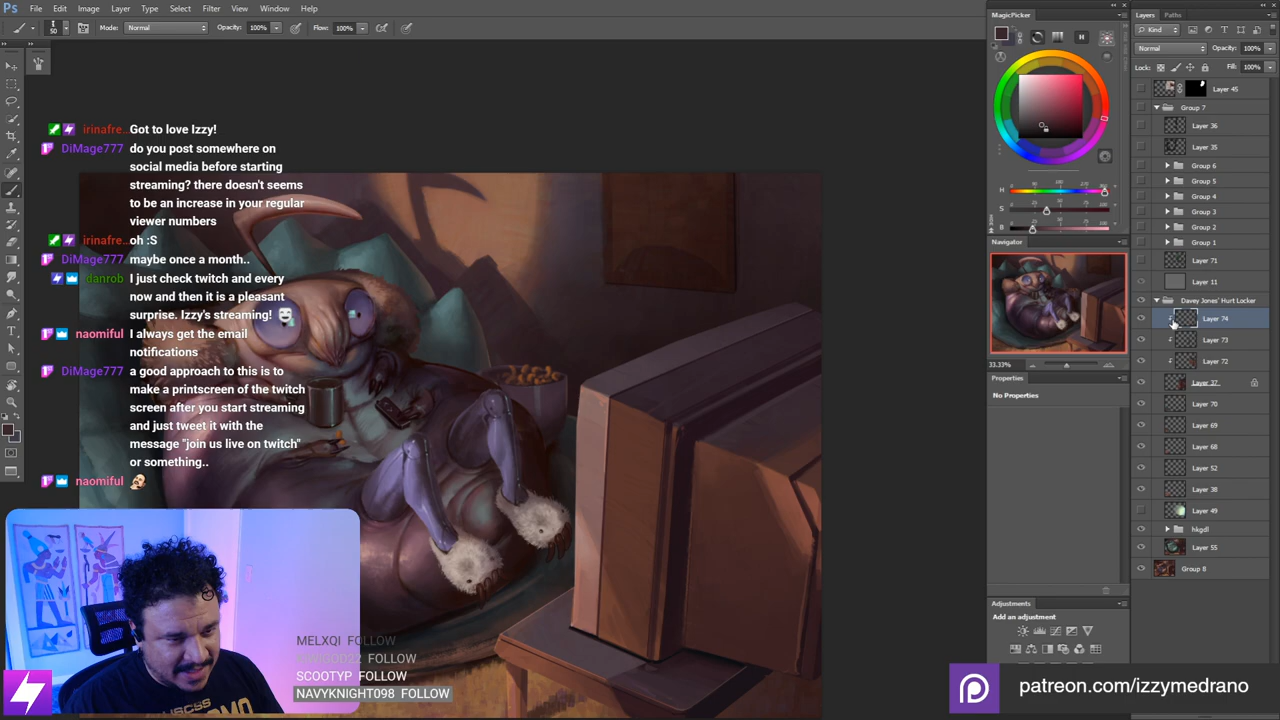 Ps File Edit Image Layer Type Select Filter View Window Help
50 Mode: Normal Opacity: 100% Flow: 100%
irinafre.. Got to love Izzy!
DiMage777 do you post somewhere on
social media before starting
streaming? there doesn't seems
to be an increase in your regular
viewer numbers
irinafre.. oh :S
DiMage777 maybe once a month..
danrob I just check twitch and every
now and then it is a pleasant
surprise. Izzy's streaming!
naomiful I always get the email
notifications
DiMage777 a good approach to this is to
make a printscreen of the twitch
screen after you start streaming
and just tweet it with the
message "join us live on twitch"
or something..
naomiful
MELXQI FOLLOW
FOLLOW
SCOOTYP FOLLOW
NAVYKNIGHT098 FOLLOW
MagicPicker
H
H
S
B
Navigator
33.33%
Properties
No Properties
Adjustments
Add an adjustment
Layers Paths
Kind
Normal Opacity: 100%
Lock: Fill: 100%
Layer 45
Group 7
Layer 36
Layer 35
Group 6
Group 5
Group 4
Group 3
Group 2
Group 1
Layer 71
Layer 11
Davey Jones' Hurt Locker
Layer 74
Layer 73
Layer 72
Layer 37
Layer 70
Layer 69
Layer 68
Layer 52
Layer 38
Layer 49
hkgdl
Layer 55
Group 8
patreon.com/izzymedrano